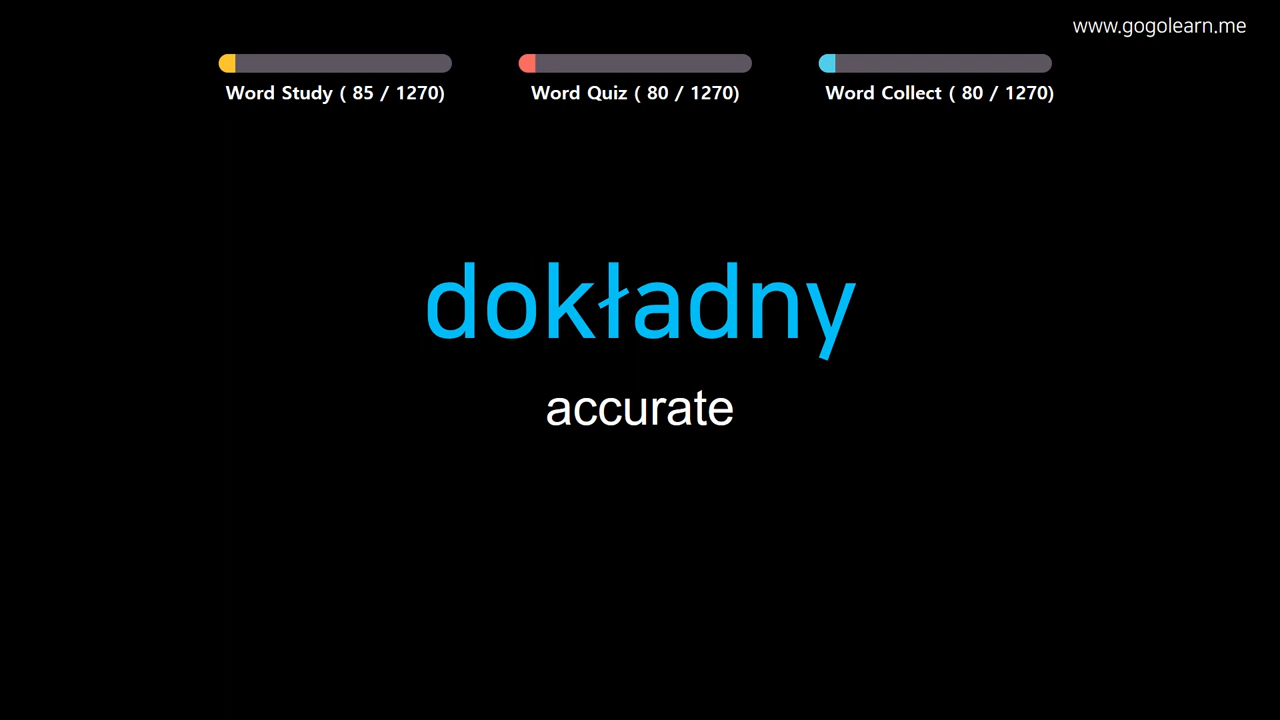 www.gogolearn.me
Word Study ( 85 / 1270)
Word Quiz ( 80 / 1270)
Word Collect ( 80 / 1270)
dokładny
accurate